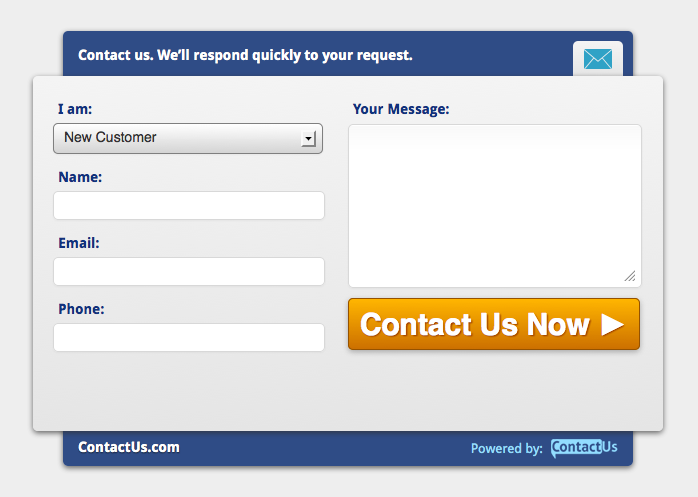 Contact us. We'll respond quickly to your request.
I am:
New Customer
Name:
Email:
Phone:
Your Message:
Contact Us Now
ContactUs.com
Powered by: ContactUs